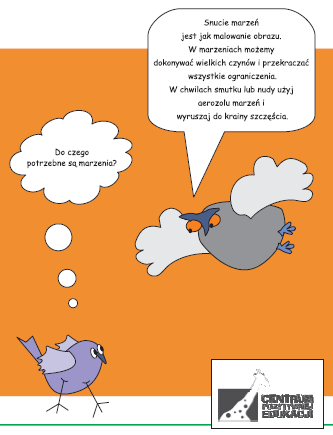 Snucie marzeń
jest jak malowanie obrazu.
W marzeniach możemy
dokonywać wielkich czynów i przekraczać
wszystkie ograniczenia.
W chwilach smutku lub nudy użyj
aerozolu marzeń i
wyruszaj do krainy szczęścia.
Do czego
potrzebne są marzenia?
CENTRUM
POZYTYWNEJ
EDUKACJI